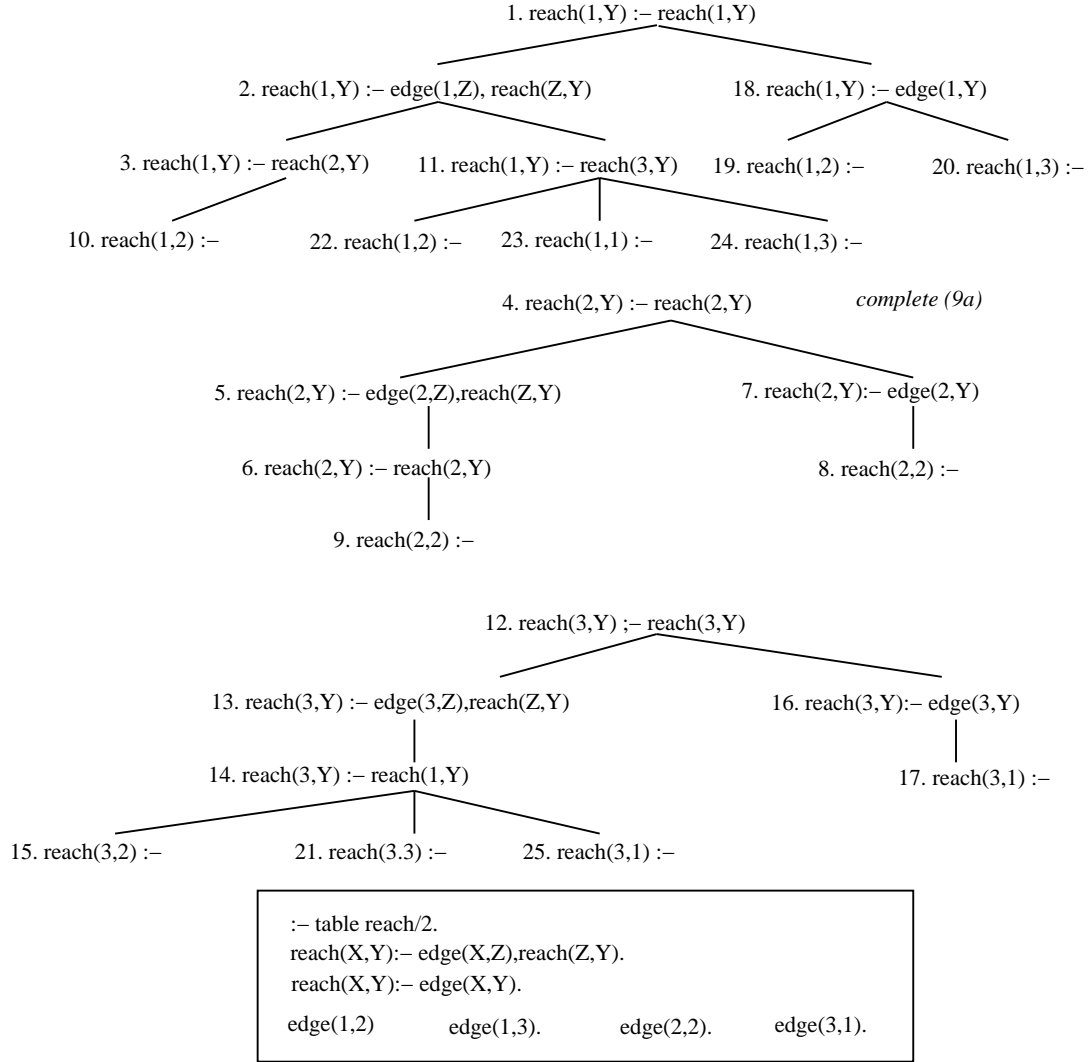 1. reach(1,Y) :− reach(1,Y)
2. reach(1,Y) :− edge(1,Z), reach(Z,Y)
18. reach(1,Y) :− edge(1,Y)
3. reach(1,Y) :− reach(2,Y)
11. reach(1,Y) :− reach(3,Y)
19. reach(1,2) :−
20. reach(1,3) :−
10. reach(1,2) :−
22. reach(1,2) :−
23. reach(1,1) :−
24. reach(1,3) :−
4. reach(2,Y) :− reach(2,Y)
complete (9a)
5. reach(2,Y) :− edge(2,Z),reach(Z,Y)
7. reach(2,Y):− edge(2,Y)
6. reach(2,Y) :− reach(2,Y)
8. reach(2,2) :−
9. reach(2,2) :−
12. reach(3,Y) ;− reach(3,Y)
13. reach(3,Y) :− edge(3,Z),reach(Z,Y)
16. reach(3,Y):− edge(3,Y)
14. reach(3,Y) :− reach(1,Y)
17. reach(3,1) :−
15. reach(3,2) :−
21. reach(3.3) :−
25. reach(3,1) :−
:− table reach/2.
reach(X,Y):− edge(X,Z),reach(Z,Y).
reach(X,Y):− edge(X,Y).
edge(1,2) edge(1,3). edge(2,2). edge(3,1).